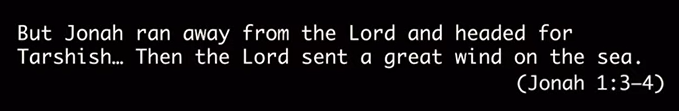 But Jonah ran away from the Lord and headed for
Tarshish… Then the Lord sent a great wind on the sea.
(Jonah 1:3–4)